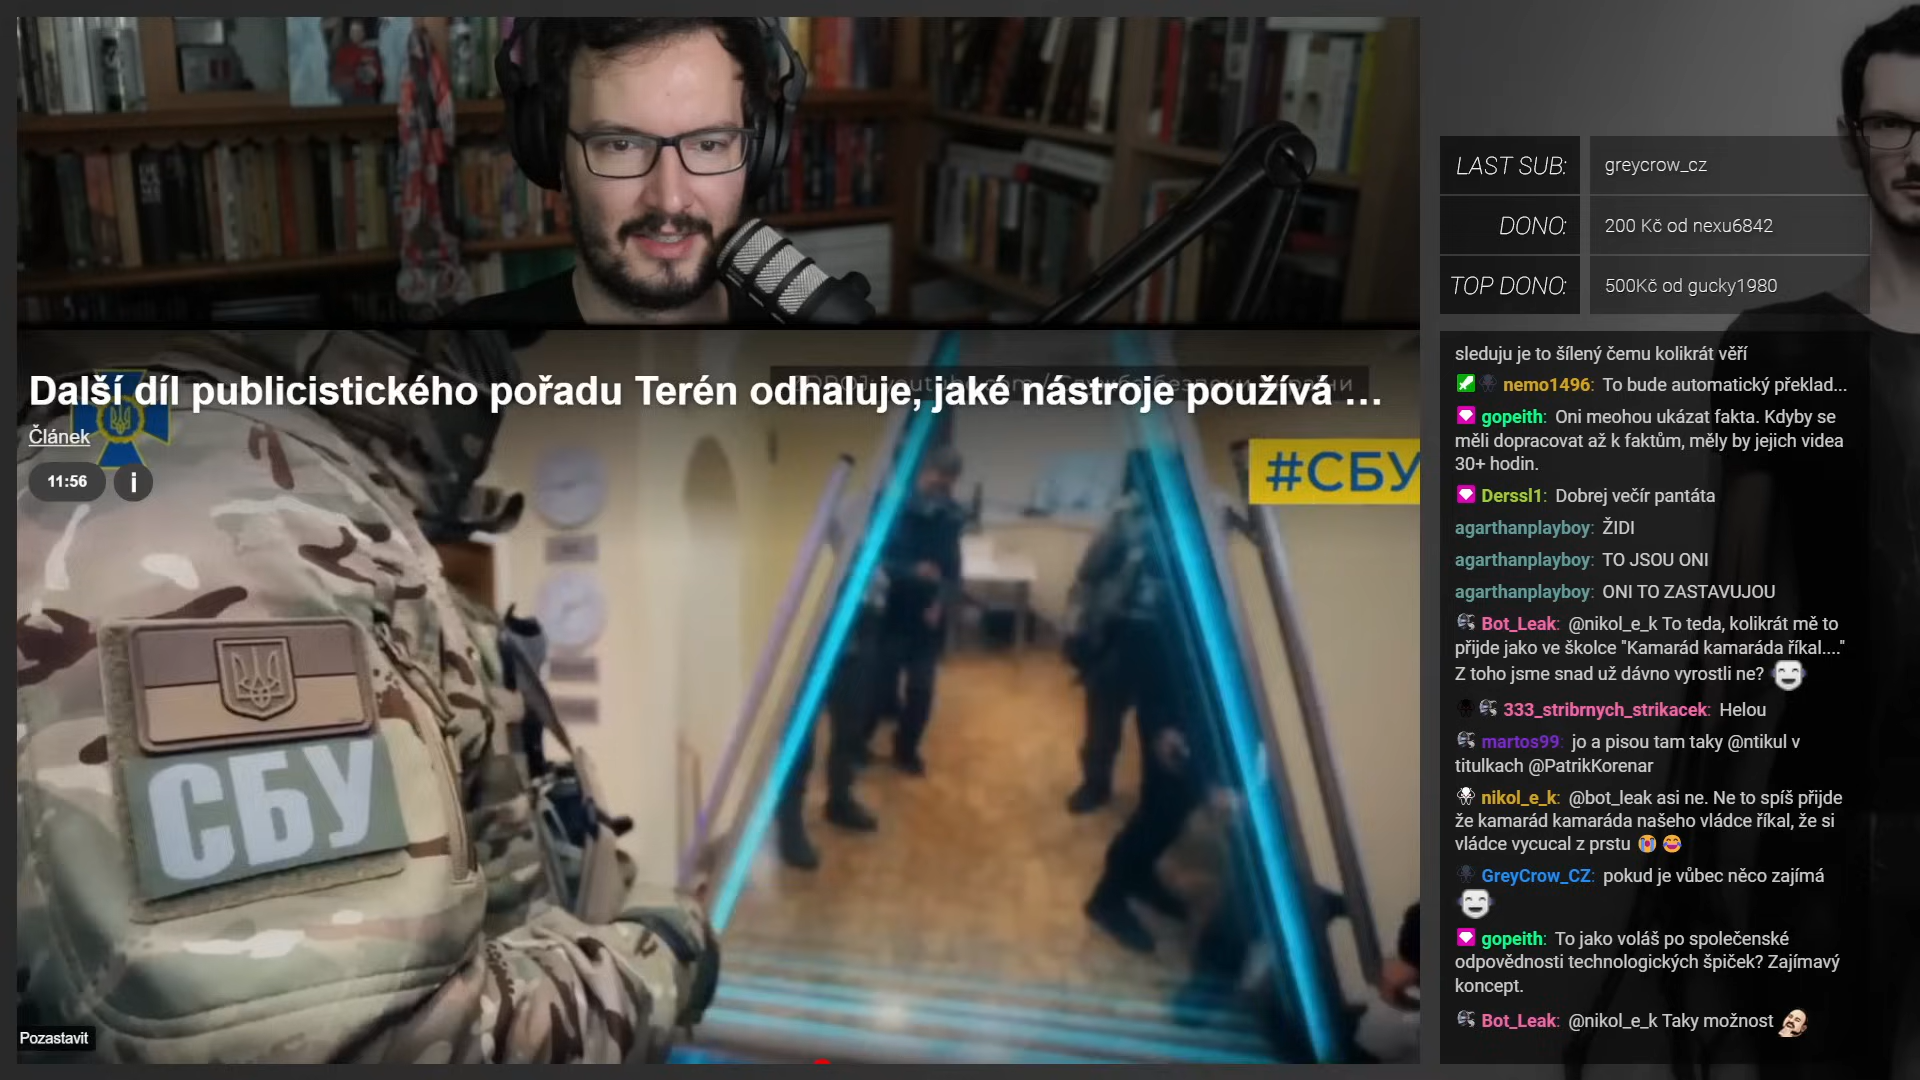 Další díl publicistického pořadu Terén odhaluje, jaké nástroje používá ...
Článek
11:56
i
#СБУ
СБУ
Pozastavit
LAST SUB:
greycrow_cz
DONO:
200 Kč od nexu6842
TOP DONO:
500Kč od gucky1980
sleduju je to šílený čemu kolikrát věří
nemo1496: To bude automatický překlad...
gopeith: Oni meohou ukázat fakta. Kdyby se
měli dopracovat až k faktům, měly by jejich videa
30+ hodin.
Derssl1: Dobrej večír pantáta
agarthanplayboy: ŽIDI
agarthanplayboy: TO JSOU ONI
agarthanplayboy: ONI TO ZASTAVUJOU
Bot_Leak: @nikol_e_k To teda, kolikrát mě to
přijde jako ve školce "Kamarád kamaráda říkal...."
Z toho jsme snad už dávno vyrostli ne?
333_stribrnych_strikacek: Helou
martos99: jo a pisou tam taky @ntikul v
titulkach @PatrikKorenar
nikol_e_k: @bot_leak asi ne. Ne to spíš přijde
že kamarád kamaráda našeho vládce říkal, že si
vládce vycucal z prstu
GreyCrow_CZ: pokud je vůbec něco zajímá
gopeith: To jako voláš po společenské
odpovědnosti technologických špiček? Zajímavý
koncept.
Bot_Leak: @nikol_e_k Taky možnost